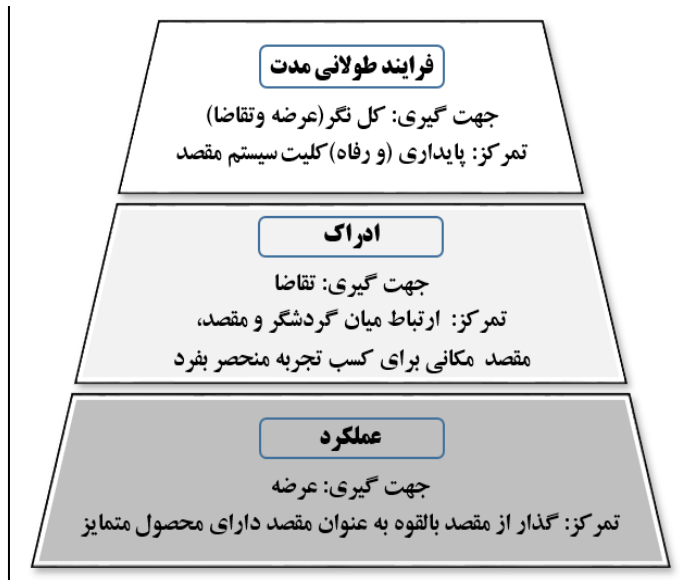 فرایند طولانی مدت
جهت گیری: کل نگر(عرضه وتقاضا)
تمرکز: پایداری (و رفاه)کلیت سیستم مقصد
ادراک
جهت گیری: تقاضا
تمرکز: ارتباط میان گردشگر و مقصد،
مقصد مکانی برای کسب تجربه منحصر بفرد
عملکرد
جهت گیری: عرضه
تمرکز: گذار از مقصد بالقوه به عنوان مقصد دارای محصول متمایز